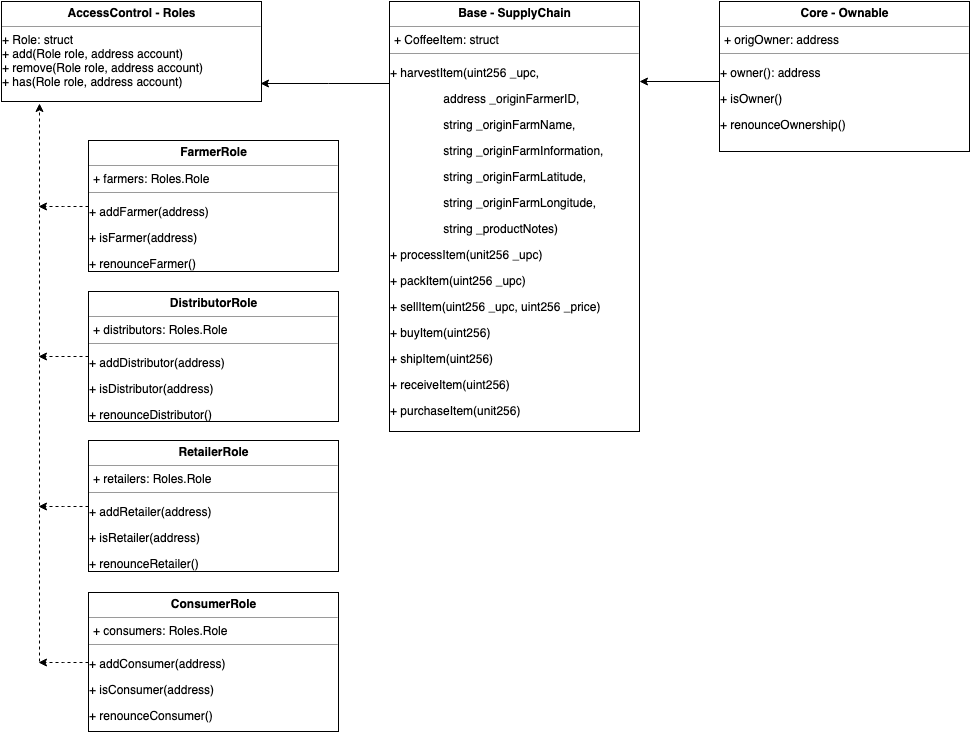 AccessControl - Roles
+ Role: struct
+ add(Role role, address account)
+ remove(Role role, address account)
+ has(Role role, address account)
FarmerRole
+ farmers: Roles.Role
+ addFarmer(address)
+ isFarmer(address)
+ renounceFarmer()
DistributorRole
+ distributors: Roles.Role
+ addDistributor(address)
+ isDistributor(address)
+ renounceDistributor()
RetailerRole
+ retailers: Roles.Role
+ addRetailer(address)
+ isRetailer(address)
+ renounceRetailer()
ConsumerRole
+ consumers: Roles.Role
+ addConsumer(address)
+ isConsumer(address)
+ renounceConsumer()
Base - SupplyChain
+ CoffeeItem: struct
+ harvestItem(uint256 _upc,
address _originFarmerID,
string _originFarmName,
string _originFarmInformation,
string _originFarmLatitude,
string _originFarmLongitude,
string _productNotes)
+ processItem(unit256 _upc)
+ packItem(uint256 _upc)
+ sellItem(uint256 _upc, uint256 _price)
+ buyItem(uint256)
+ shipItem(uint256)
+ receiveItem(uint256)
+ purchaseItem(unit256)
Core - Ownable
+ origOwner: address
+ owner(): address
+ isOwner()
+ renounceOwnership()